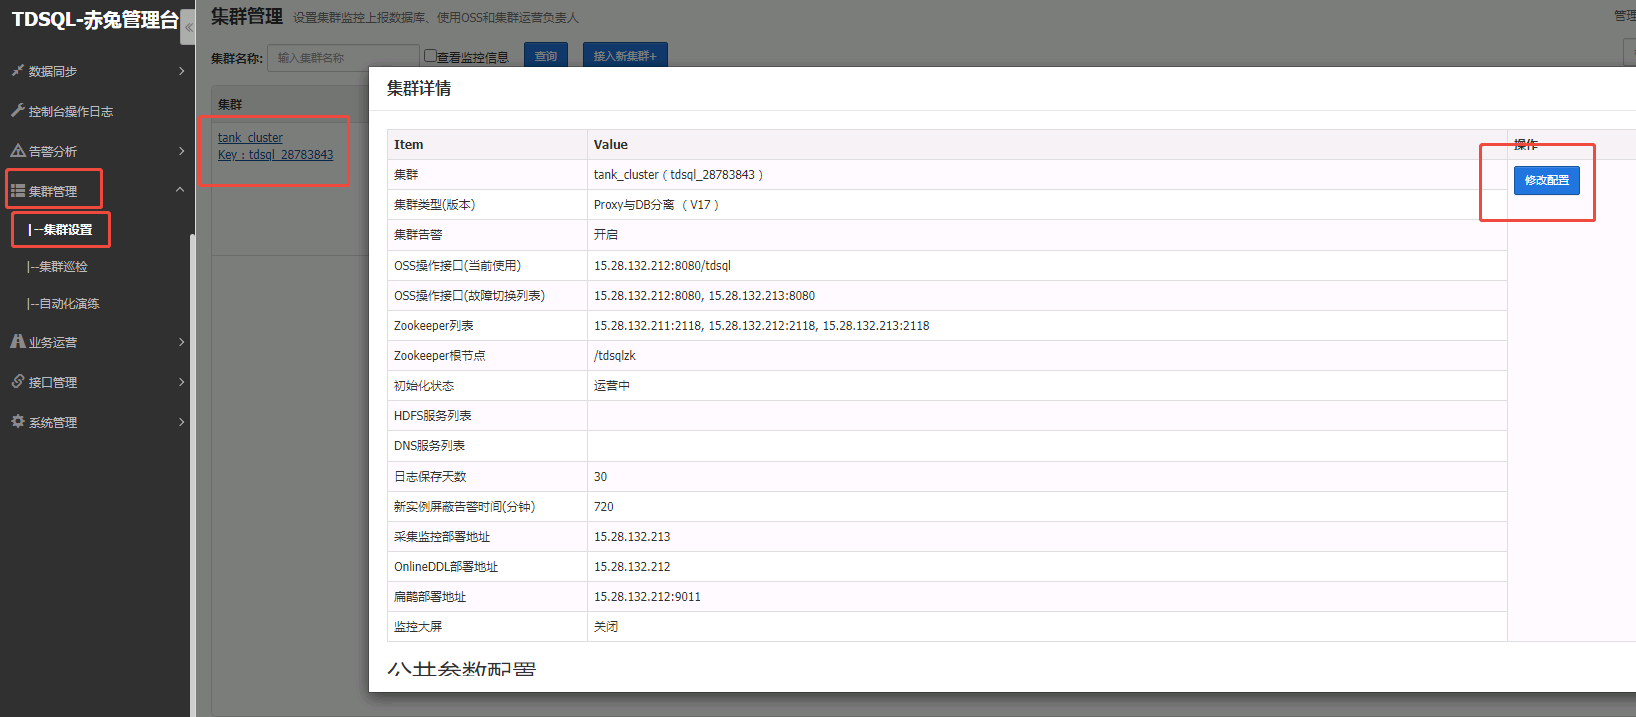 TDSQL-赤兔管理台
数据同步
控制台操作日志
告警分析
集群管理
|--集群设置
|--集群巡检
|--自动化演练
业务运营
接口管理
系统管理
集群管理 设置集群监控上报数据库、使用OSS和集群运营负责人
管理
集群名称: 输入集群名称 查看监控信息 查询 接入新集群+
集群
tank_cluster
Key : tdsql_28783843
集群详情
Item Value 操作
集群 tank_cluster ( tdsql_28783843 ) 修改配置
集群类型(版本) Proxy与DB分离 ( V17 )
集群告警 开启
OSS操作接口(当前使用) 15.28.132.212:8080/tdsql
OSS操作接口(故障切换列表) 15.28.132.212:8080, 15.28.132.213:8080
Zookeeper列表 15.28.132.211:2118, 15.28.132.212:2118, 15.28.132.213:2118
Zookeeper根节点 /tdsqlzk
初始化状态 运营中
HDFS服务列表
DNS服务列表
日志保存天数 30
新实例屏蔽告警时间(分钟) 720
采集监控部署地址 15.28.132.213
OnlineDDL部署地址 15.28.132.212
扁鹊部署地址 15.28.132.212:9011
监控大屏 关闭
公共参数配置